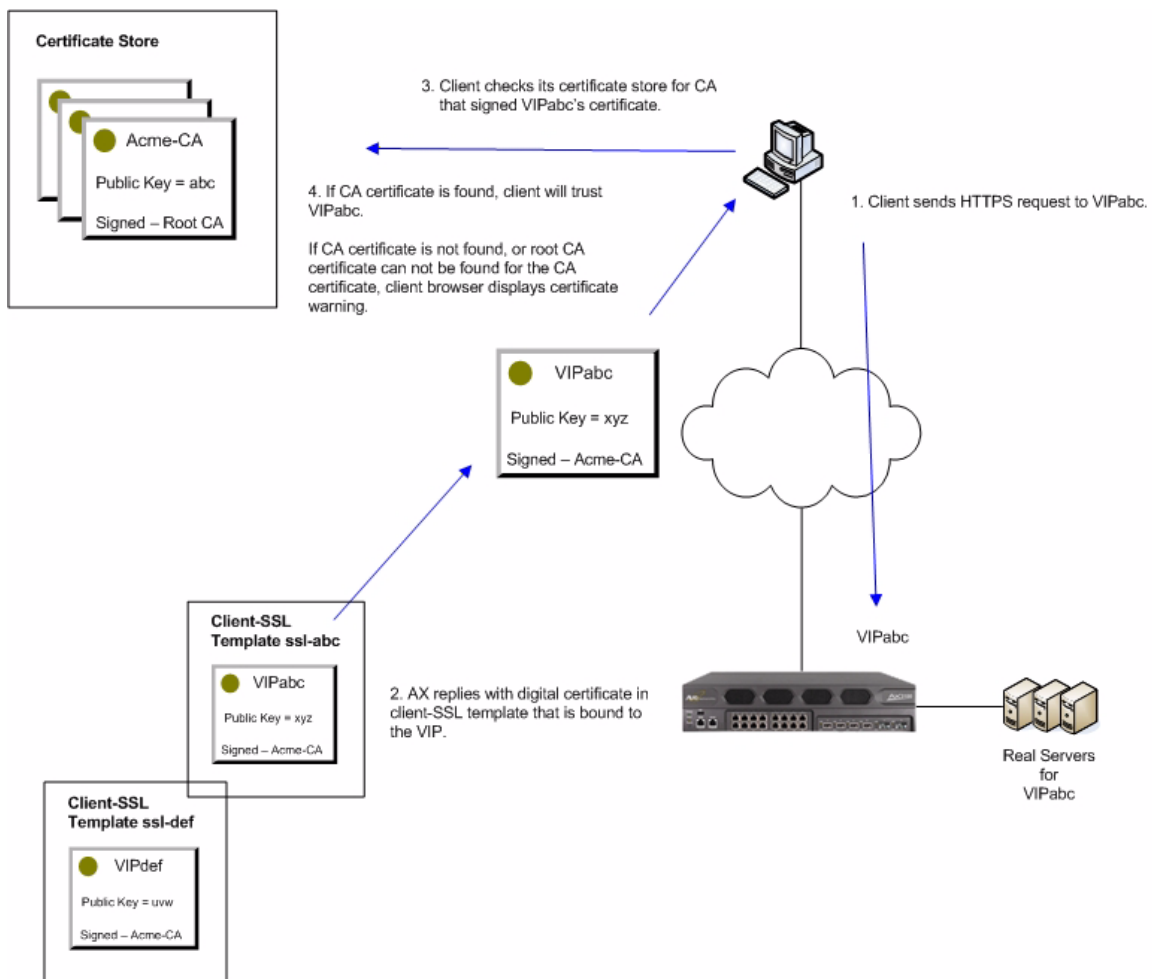 Certificate Store
Acme-CA
Public Key = abc
Signed – Root CA
3. Client checks its certificate store for CA
that signed VIPabc's certificate.
4. If CA certificate is found, client will trust
VIPabc.
If CA certificate is not found, or root CA
certificate can not be found for the CA
certificate, client browser displays certificate
warning.
1. Client sends HTTPS request to VIPabc.
VIPabc
Public Key = xyz
Signed – Acme-CA
Client-SSL
Template ssl-abc
VIPabc
Public Key = xyz
Signed – Acme-CA
2. AX replies with digital certificate in
client-SSL template that is bound to
the VIP.
VIPabc
Real Servers
for
VIPabc
Client-SSL
Template ssl-def
VIPdef
Public Key = uvw
Signed – Acme-CA